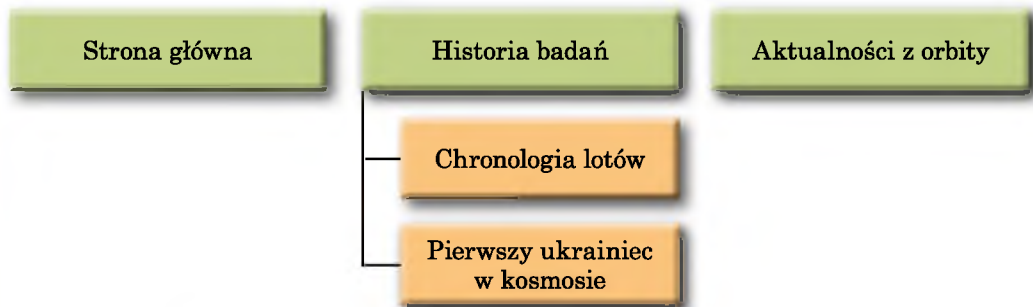 Strona główna
Historia badań
Aktualności z orbity
Chronologia lotów
Pierwszy ukrainiec
w kosmosie